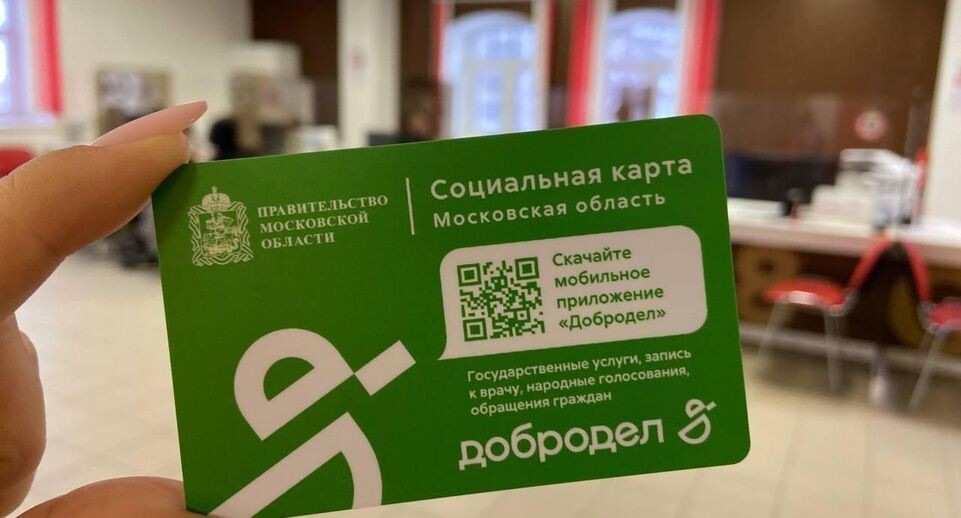 ПРАВИТЕЛЬСТВО
МОСКОВСКОЙ
ОБЛАСТИ
Социальная карта
Московская область
Скачайте
мобильное
приложение
«Добродел»
Государственные услуги, запись
к врачу, народные голосования,
обращения граждан
добродел